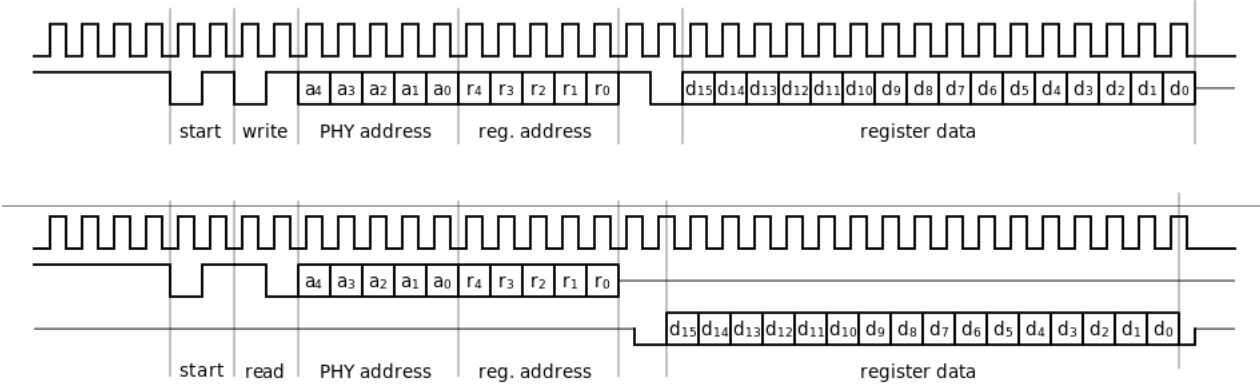 a₄ a₃ a₂ a₁ a₀ r₄ r₃ r₂ r₁ r₀ d₁₅ d₁₄ d₁₃ d₁₂ d₁₁ d₁₀ d₉ d₈ d₇ d₆ d₅ d₄ d₃ d₂ d₁ d₀
start write PHY address reg. address register data
a₄ a₃ a₂ a₁ a₀ r₄ r₃ r₂ r₁ r₀
d₁₅ d₁₄ d₁₃ d₁₂ d₁₁ d₁₀ d₉ d₈ d₇ d₆ d₅ d₄ d₃ d₂ d₁ d₀
start read PHY address reg. address register data